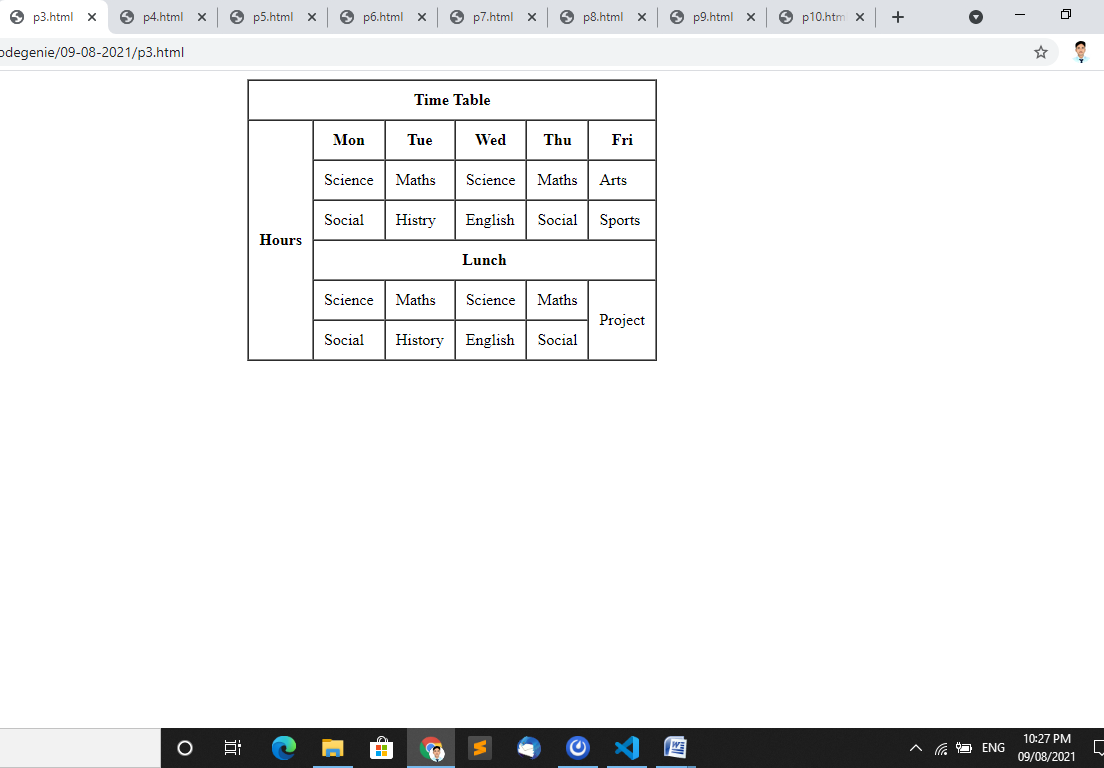 p3.html p4.html p5.html p6.html p7.html p8.html p9.html p10.htm
odegenie/09-08-2021/p3.html
Time Table
Mon Tue Wed Thu Fri
Science Maths Science Maths Arts
Social Histry English Social Sports
Hours
Lunch
Science Maths Science Maths
Project
Social History English Social
ENG
10:27 PM
09/08/2021